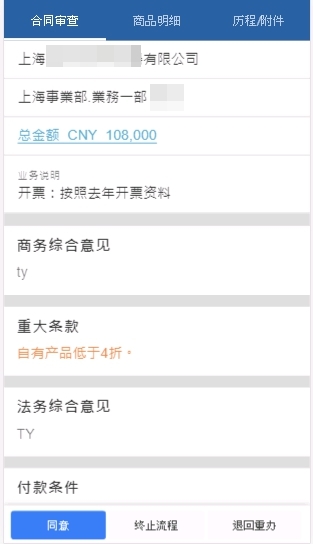 合同审查 商品明细 历程/附件
上海 有限公司
上海事業部.業務一部
总金额 CNY 108,000
业务说明
开票：按照去年开票资料
商务综合意见
ty
重大条款
自有产品低于4折。
法务综合意见
TY
付款条件
同意 终止流程 退回重办